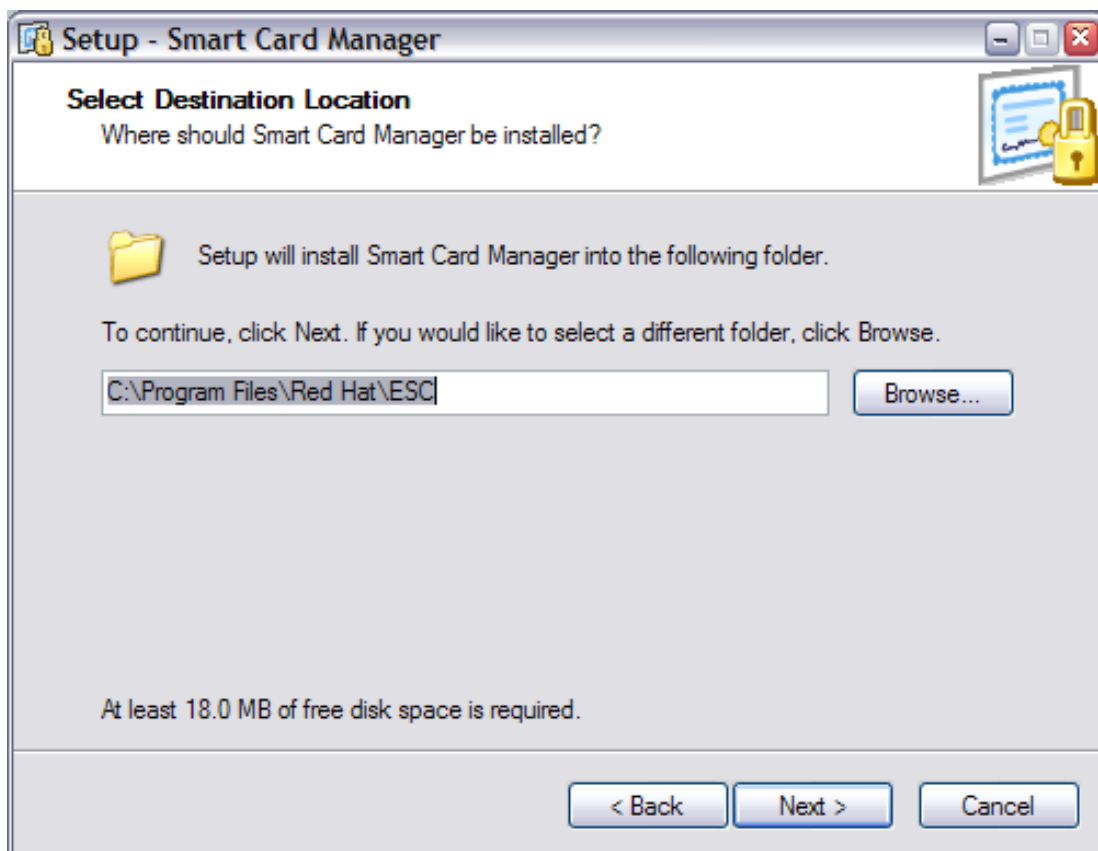 Setup - Smart Card Manager
Select Destination Location
Where should Smart Card Manager be installed?
Setup will install Smart Card Manager into the following folder.
To continue, click Next. If you would like to select a different folder, click Browse.
C:\Program Files\Red Hat\ESC
Browse...
At least 18.0 MB of free disk space is required.
< Back Next > Cancel